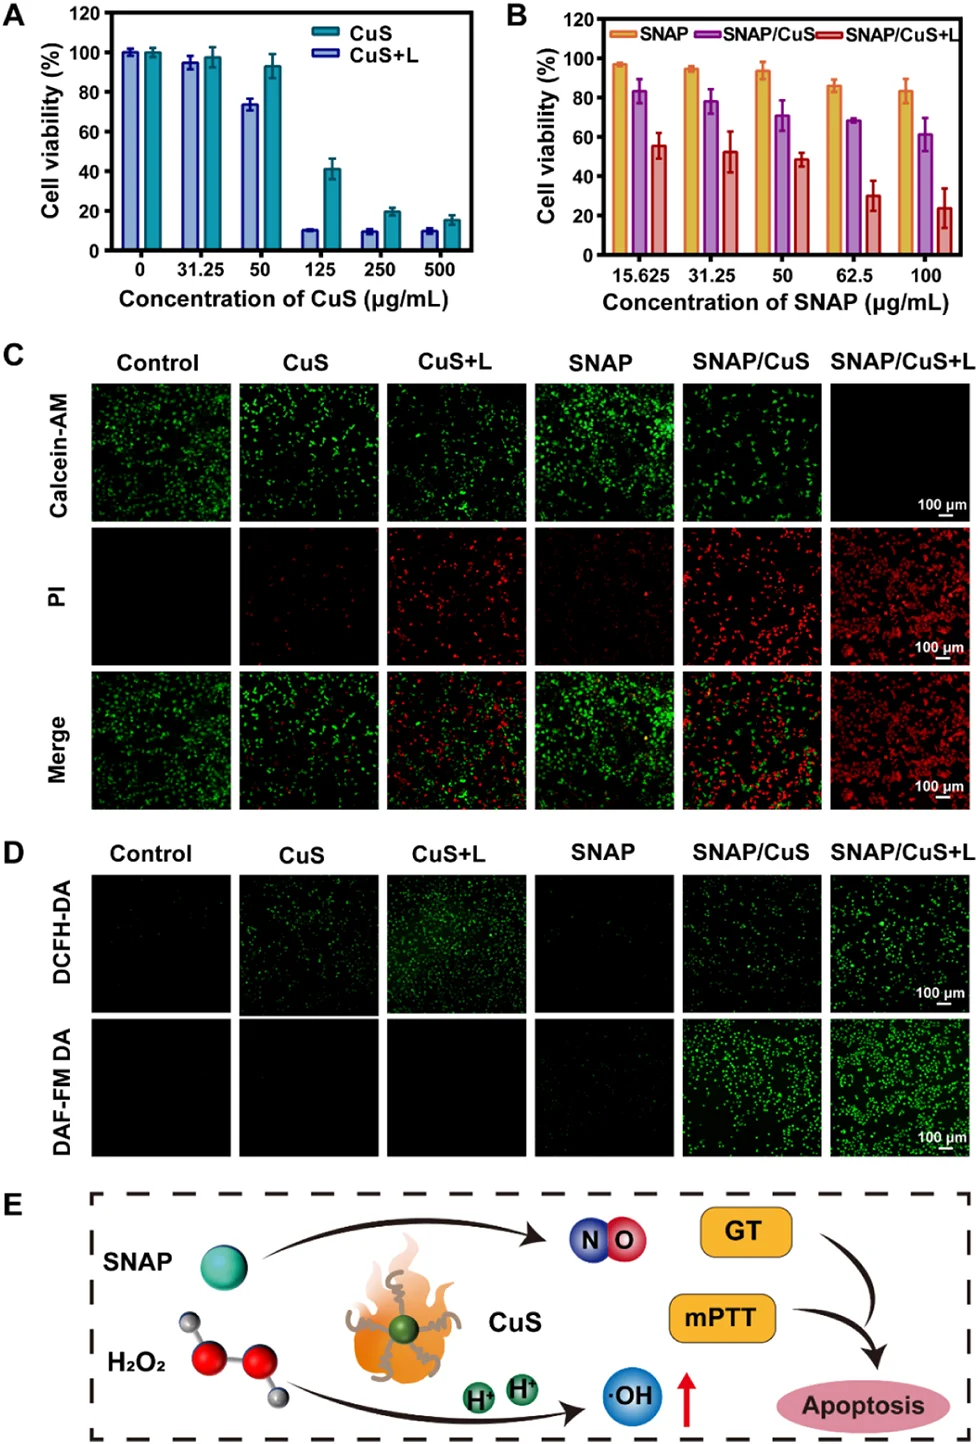 A
120
100
80
60
40
20
0
Cell viability (%)
CuS
CuS+L
0 31.25 50 125 250 500
Concentration of CuS (μg/mL)
B
120
100
80
60
40
20
0
Cell viability (%)
SNAP SNAP/CuS SNAP/CuS+L
15.625 31.25 50 62.5 100
Concentration of SNAP (μg/mL)
C
Control CuS CuS+L SNAP SNAP/CuS SNAP/CuS+L
Calcein-AM
100 μm
PI
100 μm
Merge
100 μm
D
Control CuS CuS+L SNAP SNAP/CuS SNAP/CuS+L
DCFH-DA
100 μm
DAF-FM DA
100 μm
E
SNAP
N O
GT
CuS
mPTT
H₂O₂
H⁺ H⁺
·OH
Apoptosis